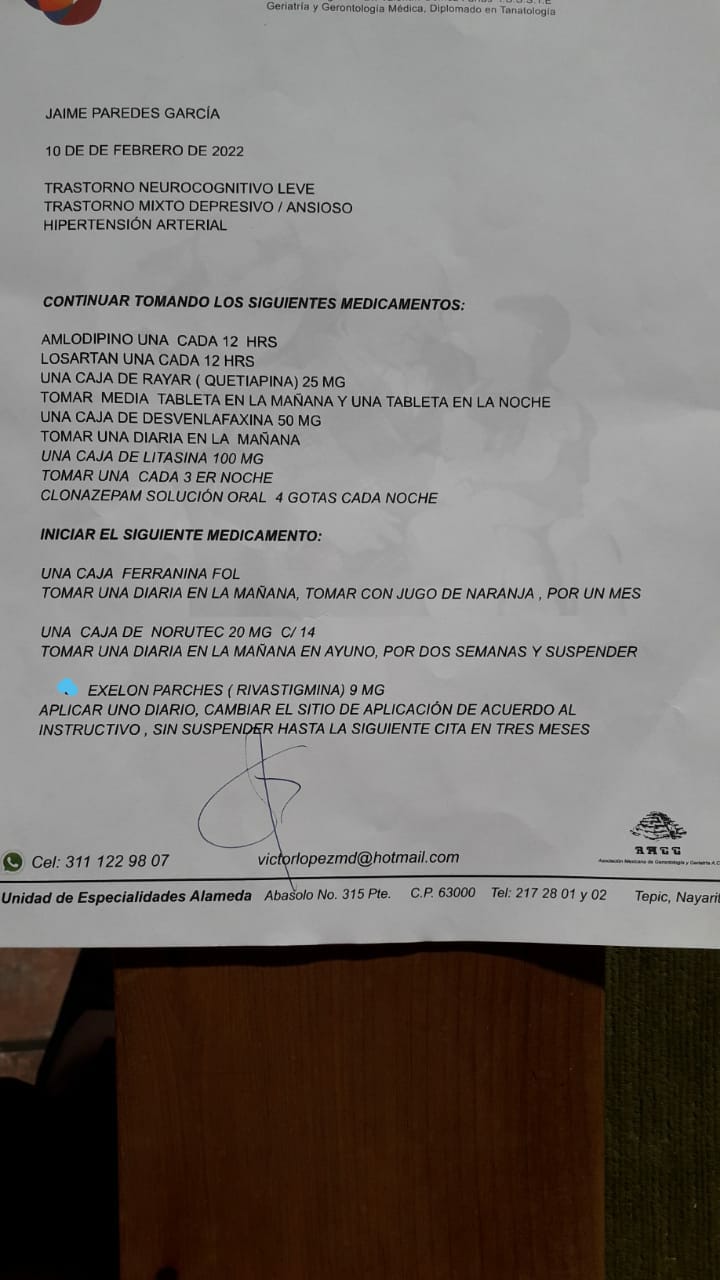 Geriatría y Gerontología Médica, Diplomado en Tanatología
JAIME PAREDES GARCÍA
10 DE DE FEBRERO DE 2022
TRASTORNO NEUROCOGNITIVO LEVE
TRASTORNO MIXTO DEPRESIVO / ANSIOSO
HIPERTENSIÓN ARTERIAL
CONTINUAR TOMANDO LOS SIGUIENTES MEDICAMENTOS:
AMLODIPINO UNA CADA 12 HRS
LOSARTAN UNA CADA 12 HRS
UNA CAJA DE RAYAR ( QUETIAPINA) 25 MG
TOMAR MEDIA TABLETA EN LA MAÑANA Y UNA TABLETA EN LA NOCHE
UNA CAJA DE DESVENLAFAXINA 50 MG
TOMAR UNA DIARIA EN LA MAÑANA
UNA CAJA DE LITASINA 100 MG
TOMAR UNA CADA 3 ER NOCHE
CLONAZEPAM SOLUCIÓN ORAL 4 GOTAS CADA NOCHE
INICIAR EL SIGUIENTE MEDICAMENTO:
UNA CAJA FERRANINA FOL
TOMAR UNA DIARIA EN LA MAÑANA, TOMAR CON JUGO DE NARANJA , POR UN MES
UNA CAJA DE NORUTEC 20 MG C/ 14
TOMAR UNA DIARIA EN LA MAÑANA EN AYUNO, POR DOS SEMANAS Y SUSPENDER
EXELON PARCHES ( RIVASTIGMINA) 9 MG
APLICAR UNO DIARIO, CAMBIAR EL SITIO DE APLICACIÓN DE ACUERDO AL
INSTRUCTIVO , SIN SUSPENDER HASTA LA SIGUIENTE CITA EN TRES MESES
AMGG
Asociación Mexicana de Gerontología y Geriatría A.C.
Cel: 311 122 98 07 victorlopezmd@hotmail.com
Unidad de Especialidades Alameda Abasolo No. 315 Pte. C.P. 63000 Tel: 217 28 01 y 02 Tepic, Nayarit